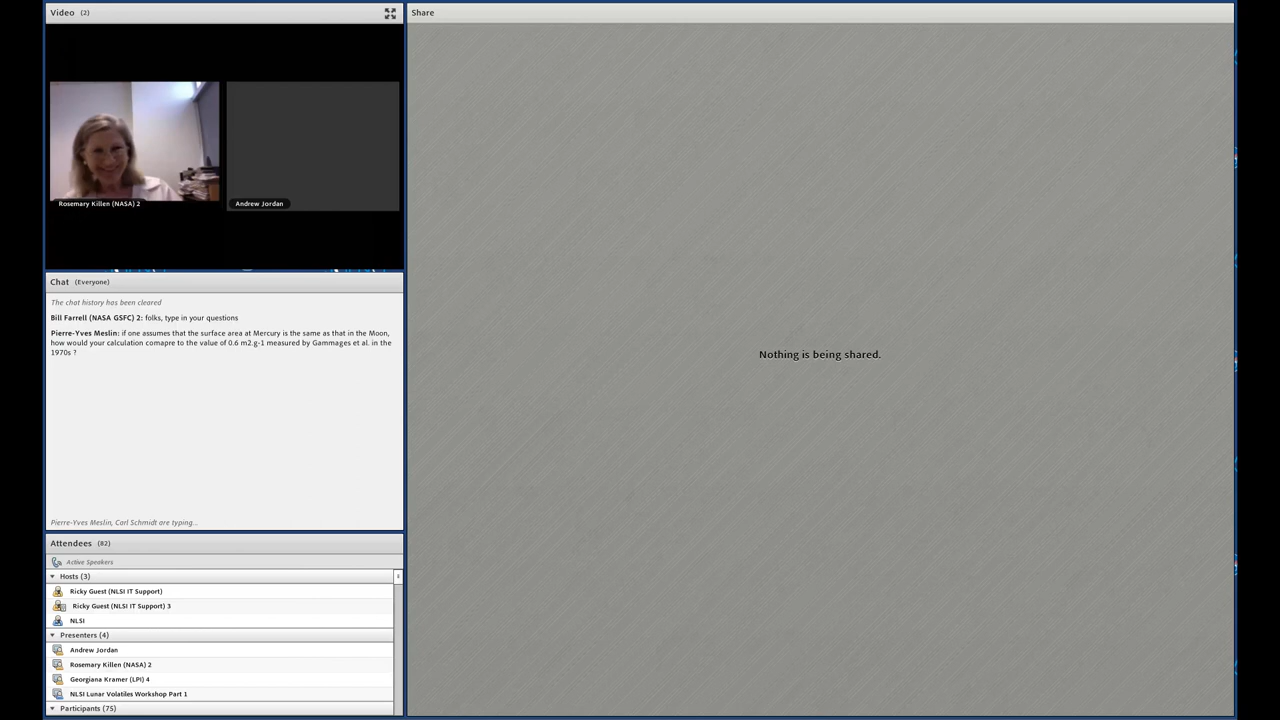 Video (2)
Share
Rosemary Killen (NASA) 2
Andrew Jordan
Chat (Everyone)
The chat history has been cleared
Bill Farrell (NASA GSFC) 2: folks, type in your questions
Pierre-Yves Meslin: if one assumes that the surface area at Mercury is the same as that in the Moon,
how would your calculation comapre to the value of 0.6 m2.g-1 measured by Gammages et al. in the
1970s ?
Nothing is being shared.
Pierre-Yves Meslin, Carl Schmidt are typing...
Attendees (82)
Active Speakers
Hosts (3)
Ricky Guest (NLSI IT Support)
Ricky Guest (NLSI IT Support) 3
NLSI
Presenters (4)
Andrew Jordan
Rosemary Killen (NASA) 2
Georgiana Kramer (LPI) 4
NLSI Lunar Volatiles Workshop Part 1
Participants (75)